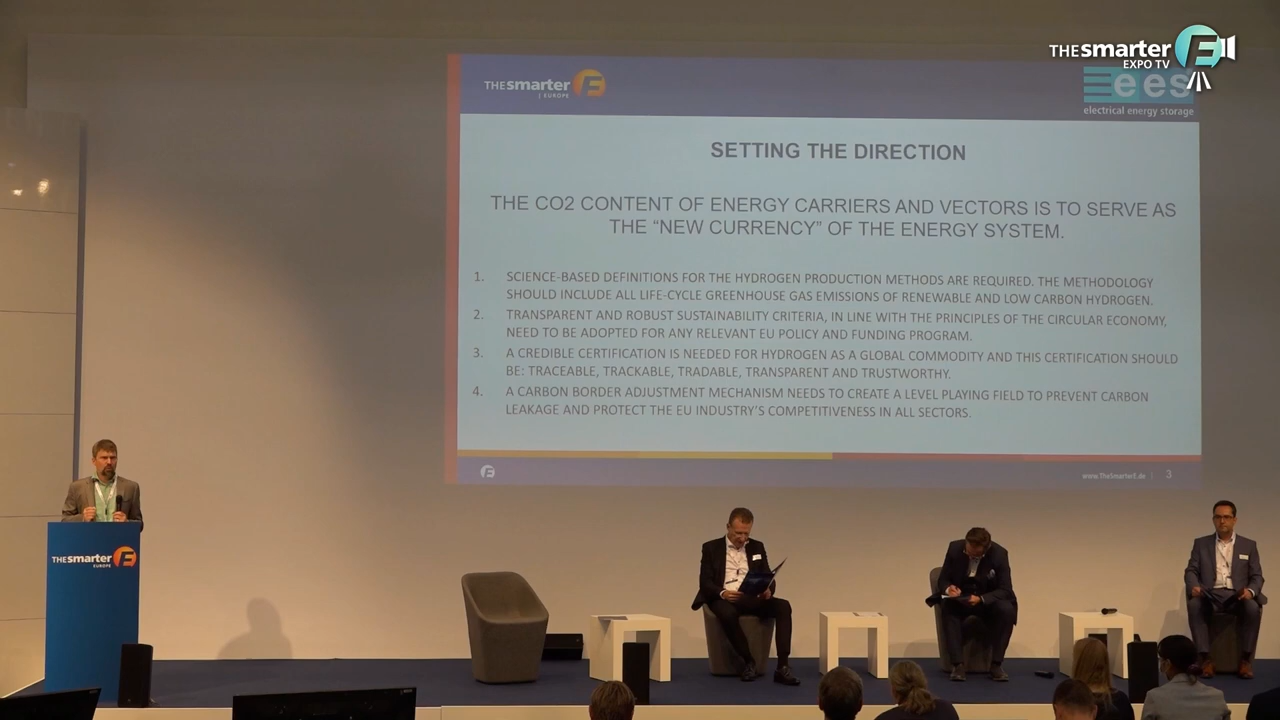 THE smarter E
EXPO TV
THE smarter E
EUROPE
ees
electrical energy storage
SETTING THE DIRECTION
THE CO2 CONTENT OF ENERGY CARRIERS AND VECTORS IS TO SERVE AS
THE “NEW CURRENCY” OF THE ENERGY SYSTEM.
1. SCIENCE-BASED DEFINITIONS FOR THE HYDROGEN PRODUCTION METHODS ARE REQUIRED. THE METHODOLOGY
SHOULD INCLUDE ALL LIFE-CYCLE GREENHOUSE GAS EMISSIONS OF RENEWABLE AND LOW CARBON HYDROGEN.
2. TRANSPARENT AND ROBUST SUSTAINABILITY CRITERIA, IN LINE WITH THE PRINCIPLES OF THE CIRCULAR ECONOMY,
NEED TO BE ADOPTED FOR ANY RELEVANT EU POLICY AND FUNDING PROGRAM.
3. A CREDIBLE CERTIFICATION IS NEEDED FOR HYDROGEN AS A GLOBAL COMMODITY AND THIS CERTIFICATION SHOULD
BE: TRACEABLE, TRACKABLE, TRADABLE, TRANSPARENT AND TRUSTWORTHY.
4. A CARBON BORDER ADJUSTMENT MECHANISM NEEDS TO CREATE A LEVEL PLAYING FIELD TO PREVENT CARBON
LEAKAGE AND PROTECT THE EU INDUSTRY’S COMPETITIVENESS IN ALL SECTORS.
E
www.TheSmarterE.de | 3
THE smarter E
EUROPE